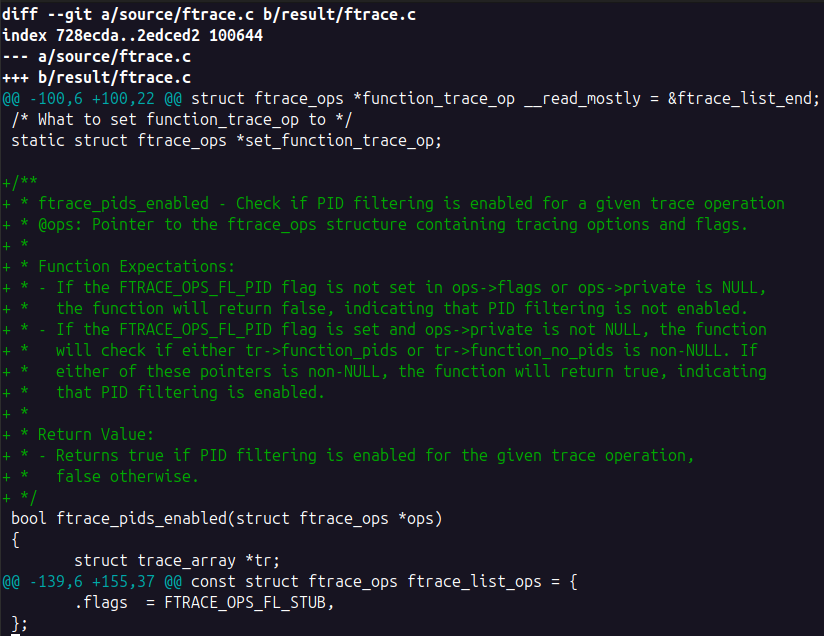 diff --git a/source/ftrace.c b/result/ftrace.c
index 728ecda..2edced2 100644
--- a/source/ftrace.c
+++ b/result/ftrace.c
@@ -100,6 +100,22 @@ struct ftrace_ops *function_trace_op __read_mostly = &ftrace_list_end;
 /* What to set function_trace_op to */
 static struct ftrace_ops *set_function_trace_op;

+/**
+ * ftrace_pids_enabled - Check if PID filtering is enabled for a given trace operation
+ * @ops: Pointer to the ftrace_ops structure containing tracing options and flags.
+ *
+ * Function Expectations:
+ * - If the FTRACE_OPS_FL_PID flag is not set in ops->flags or ops->private is NULL,
+ *   the function will return false, indicating that PID filtering is not enabled.
+ * - If the FTRACE_OPS_FL_PID flag is set and ops->private is not NULL, the function
+ *   will check if either tr->function_pids or tr->function_no_pids is non-NULL. If
+ *   either of these pointers is non-NULL, the function will return true, indicating
+ *   that PID filtering is enabled.
+ *
+ * Return Value:
+ * - Returns true if PID filtering is enabled for the given trace operation,
+ *   false otherwise.
+ */
 bool ftrace_pids_enabled(struct ftrace_ops *ops)
 {
        struct trace_array *tr;
@@ -139,6 +155,37 @@ const struct ftrace_ops ftrace_list_ops = {
        .flags  = FTRACE_OPS_FL_STUB,
 };